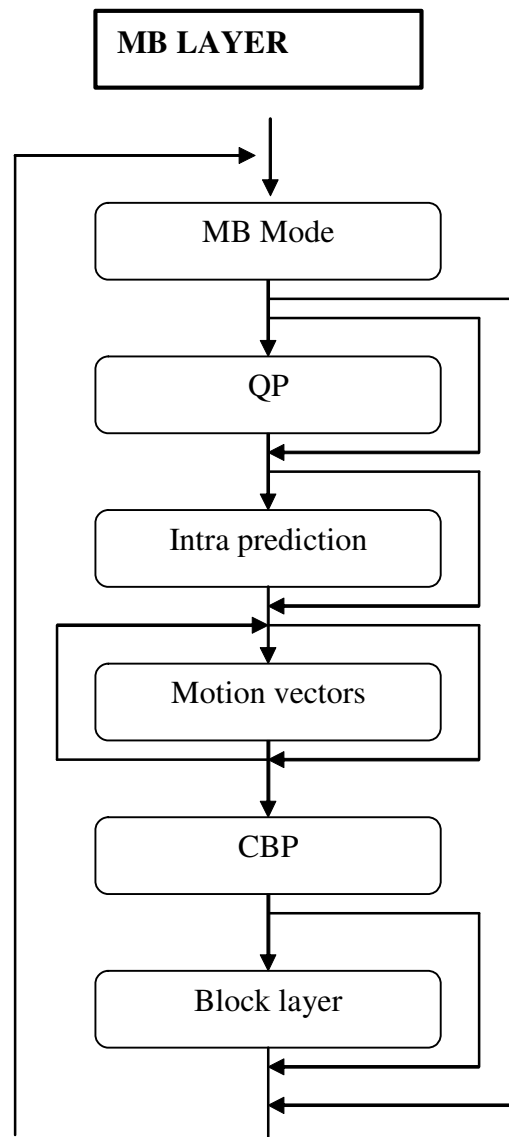 MB LAYER
MB Mode
QP
Intra prediction
Motion vectors
CBP
Block layer